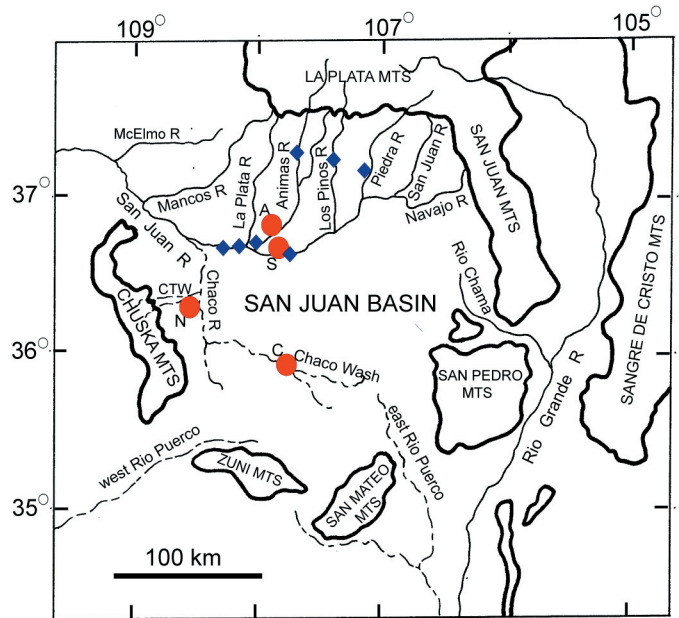 109○
107○
105○
LA PLATA MTS
McElmo R
Mancos R
La Plata R
Animas R
Los Pinos R
Piedra R
San Juan R
Navajo R
SAN JUAN MTS
SANGRE DE CRISTO MTS
37○
San Juan R
A
S
CTW
N
Chaco R
CHUSKA MTS
SAN JUAN BASIN
Rio Chama
36○
C
Chaco Wash
SAN PEDRO
MTS
Rio Grande R
east Rio Puerco
west Rio Puerco
ZUNI MTS
SAN MATEO
MTS
35○
100 km